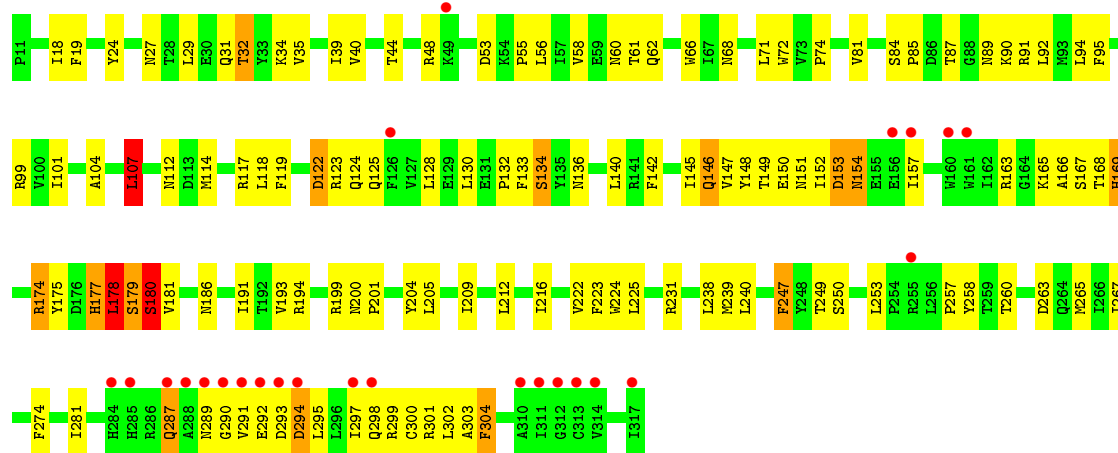 P11 I18 F19 Y24 N27 T28 L29 E30 Q31 T32 Y33 K34 V35 I39 V40 T44 R48 K49 D53 K54 P55 L56 I57 V58 E59 N60 T61 Q62 W66 I67 N68 L71 W72 V73 P74 V81 S84 P85 D86 T87 G88 N89 K90 R91 L92 M93 L94 F95
R99 V100 I101 A104 L107 N112 D113 M114 R117 L118 F119 D122 R123 Q124 Q125 F126 V127 L128 E129 L130 E131 P132 F133 S134 Y135 N136 L140 R141 F142 I145 Q146 V147 Y148 T149 E150 N151 I152 D153 N154 E155 E156 I157 W160 W161 I162 R163 G164 K165 A166 S167 T168 H169
R174 Y175 D176 H177 L178 S179 S180 V181 N186 I191 T192 V193 R194 R199 N200 P201 Y204 L205 I209 L212 I216 V222 F223 W224 L225 R231 L238 M239 L240 F247 Y248 T249 S250 L253 P254 R255 L256 P257 Y258 T259 T260 D263 Q264 M265 I266 I267
F274 I281 H284 H285 R286 Q287 A288 N289 G290 V291 E292 D293 D294 L295 L296 I297 Q298 R299 C300 R301 L302 A303 F304 A310 I311 G312 C313 V314 I317